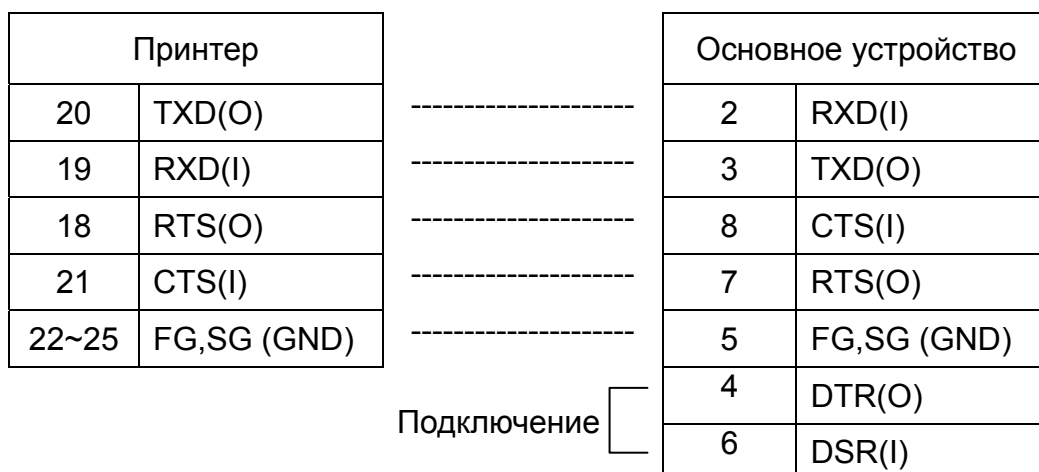 Принтер Основное устройство
20 TXD(O) --------------------- 2 RXD(I)
19 RXD(I) --------------------- 3 TXD(O)
18 RTS(O) --------------------- 8 CTS(I)
21 CTS(I) --------------------- 7 RTS(O)
22~25 FG,SG (GND) --------------------- 5 FG,SG (GND)
4 DTR(O)
Подключение
6 DSR(I)